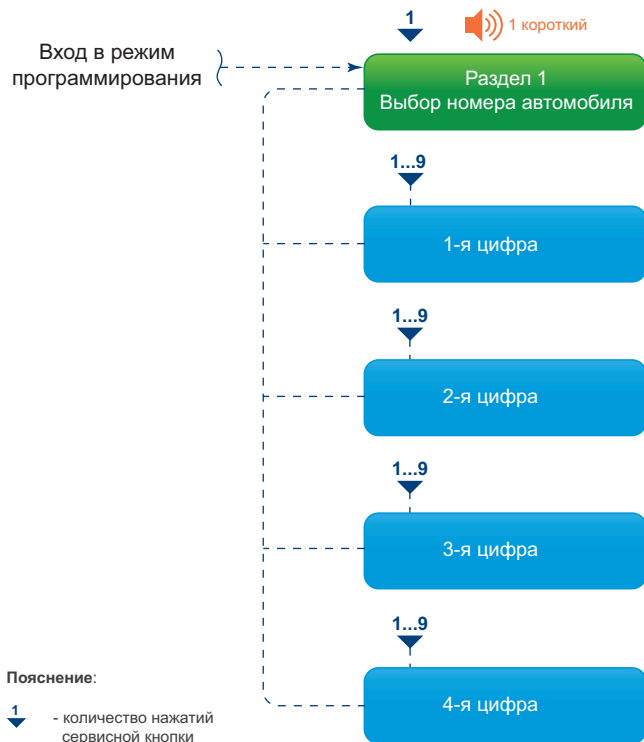 1
1 короткий
Вход в режим
программирования
Раздел 1
Выбор номера автомобиля
1...9
1-я цифра
1...9
2-я цифра
1...9
3-я цифра
1...9
4-я цифра
Пояснение:
1
- количество нажатий
сервисной кнопки